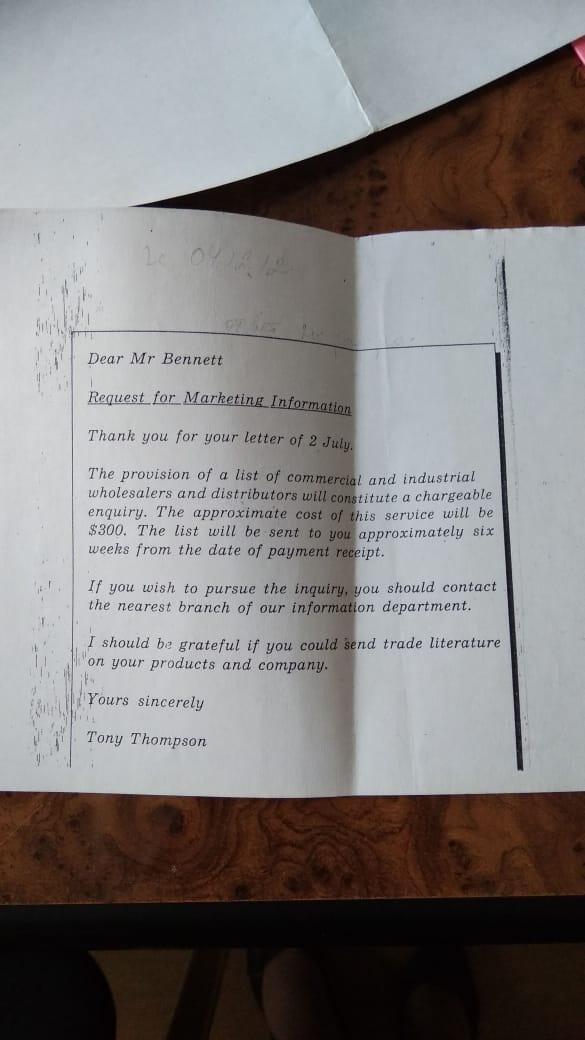 Dear Mr Bennett
Request for Marketing Information
Thank you for your letter of 2 July.
The provision of a list of commercial and industrial
wholesalers and distributors will constitute a chargeable
enquiry. The approximate cost of this service will be
$300. The list will be sent to you approximately six
weeks from the date of payment receipt.
If you wish to pursue the inquiry, you should contact
the nearest branch of our information department.
I should be grateful if you could send trade literature
on your products and company.
Yours sincerely
Tony Thompson